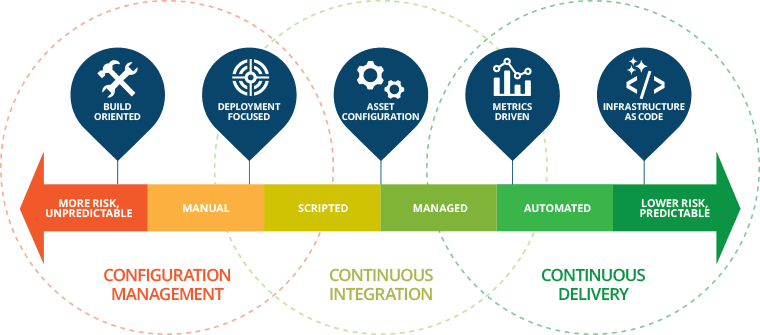 BUILD
ORIENTED
DEPLOYMENT
FOCUSED
ASSET
CONFIGURATION
METRICS
DRIVEN
INFRASTRUCTURE
AS CODE
MORE RISK,
UNPREDICTABLE
MANUAL
SCRIPTED
MANAGED
AUTOMATED
LOWER RISK,
PREDICTABLE
CONFIGURATION
MANAGEMENT
CONTINUOUS
INTEGRATION
CONTINUOUS
DELIVERY